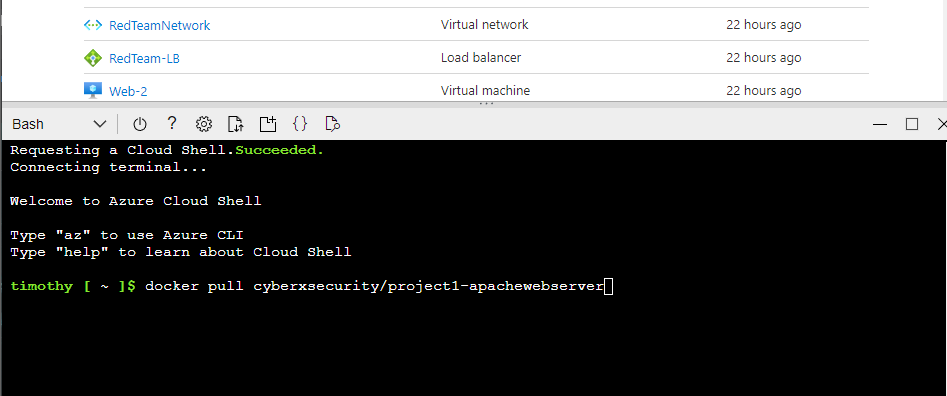 RedTeamNetwork Virtual network 22 hours ago
RedTeam-LB Load balancer 22 hours ago
Web-2 Virtual machine 22 hours ago
Bash
Requesting a Cloud Shell.Succeeded.
Connecting terminal...
Welcome to Azure Cloud Shell
Type "az" to use Azure CLI
Type "help" to learn about Cloud Shell
timothy [ ~ ]$ docker pull cyberxsecurity/project1-apachewebserver